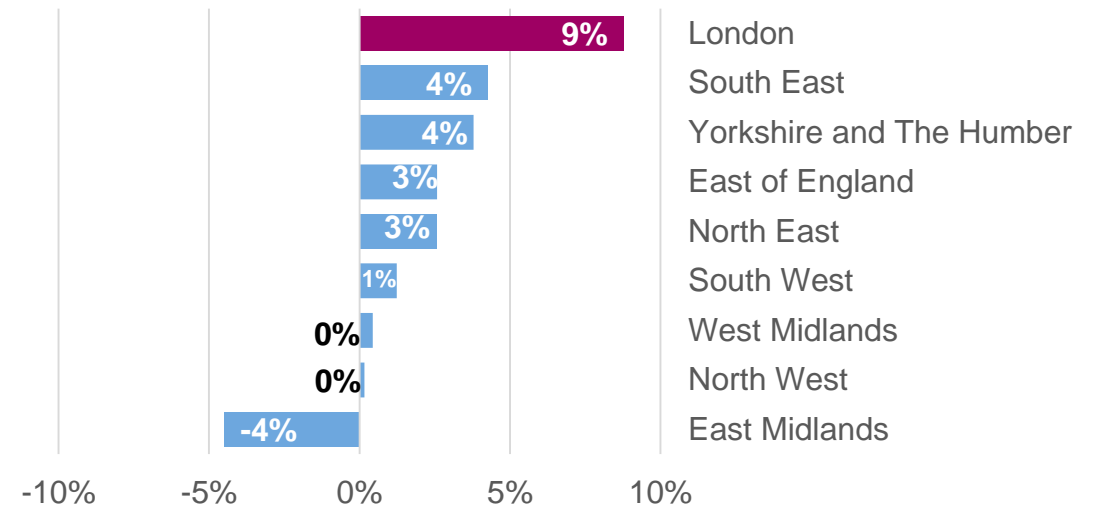 9% London
4% South East
4% Yorkshire and The Humber
3% East of England
3% North East
1% South West
0% West Midlands
0% North West
-4% East Midlands
-10% -5% 0% 5% 10%